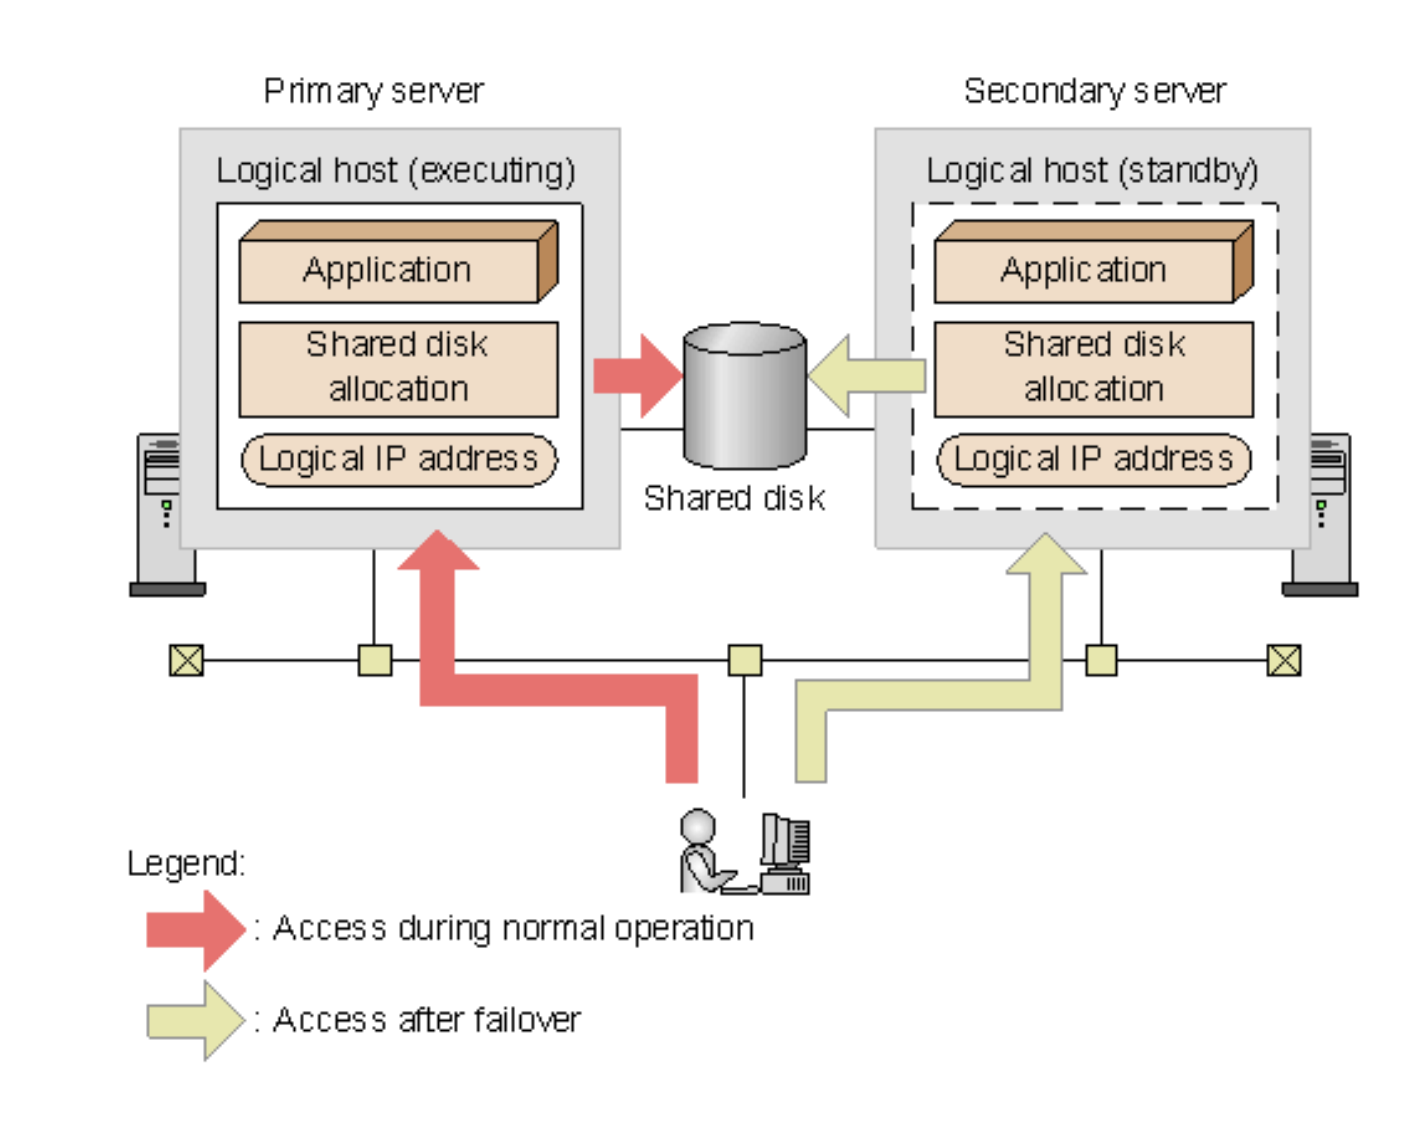 Primary server
Secondary server
Logical host (executing)
Application
Shared disk
allocation
Logical IP address
Shared disk
Logical host (standby)
Application
Shared disk
allocation
Logical IP address
Legend:
: Access during normal operation
: Access after failover